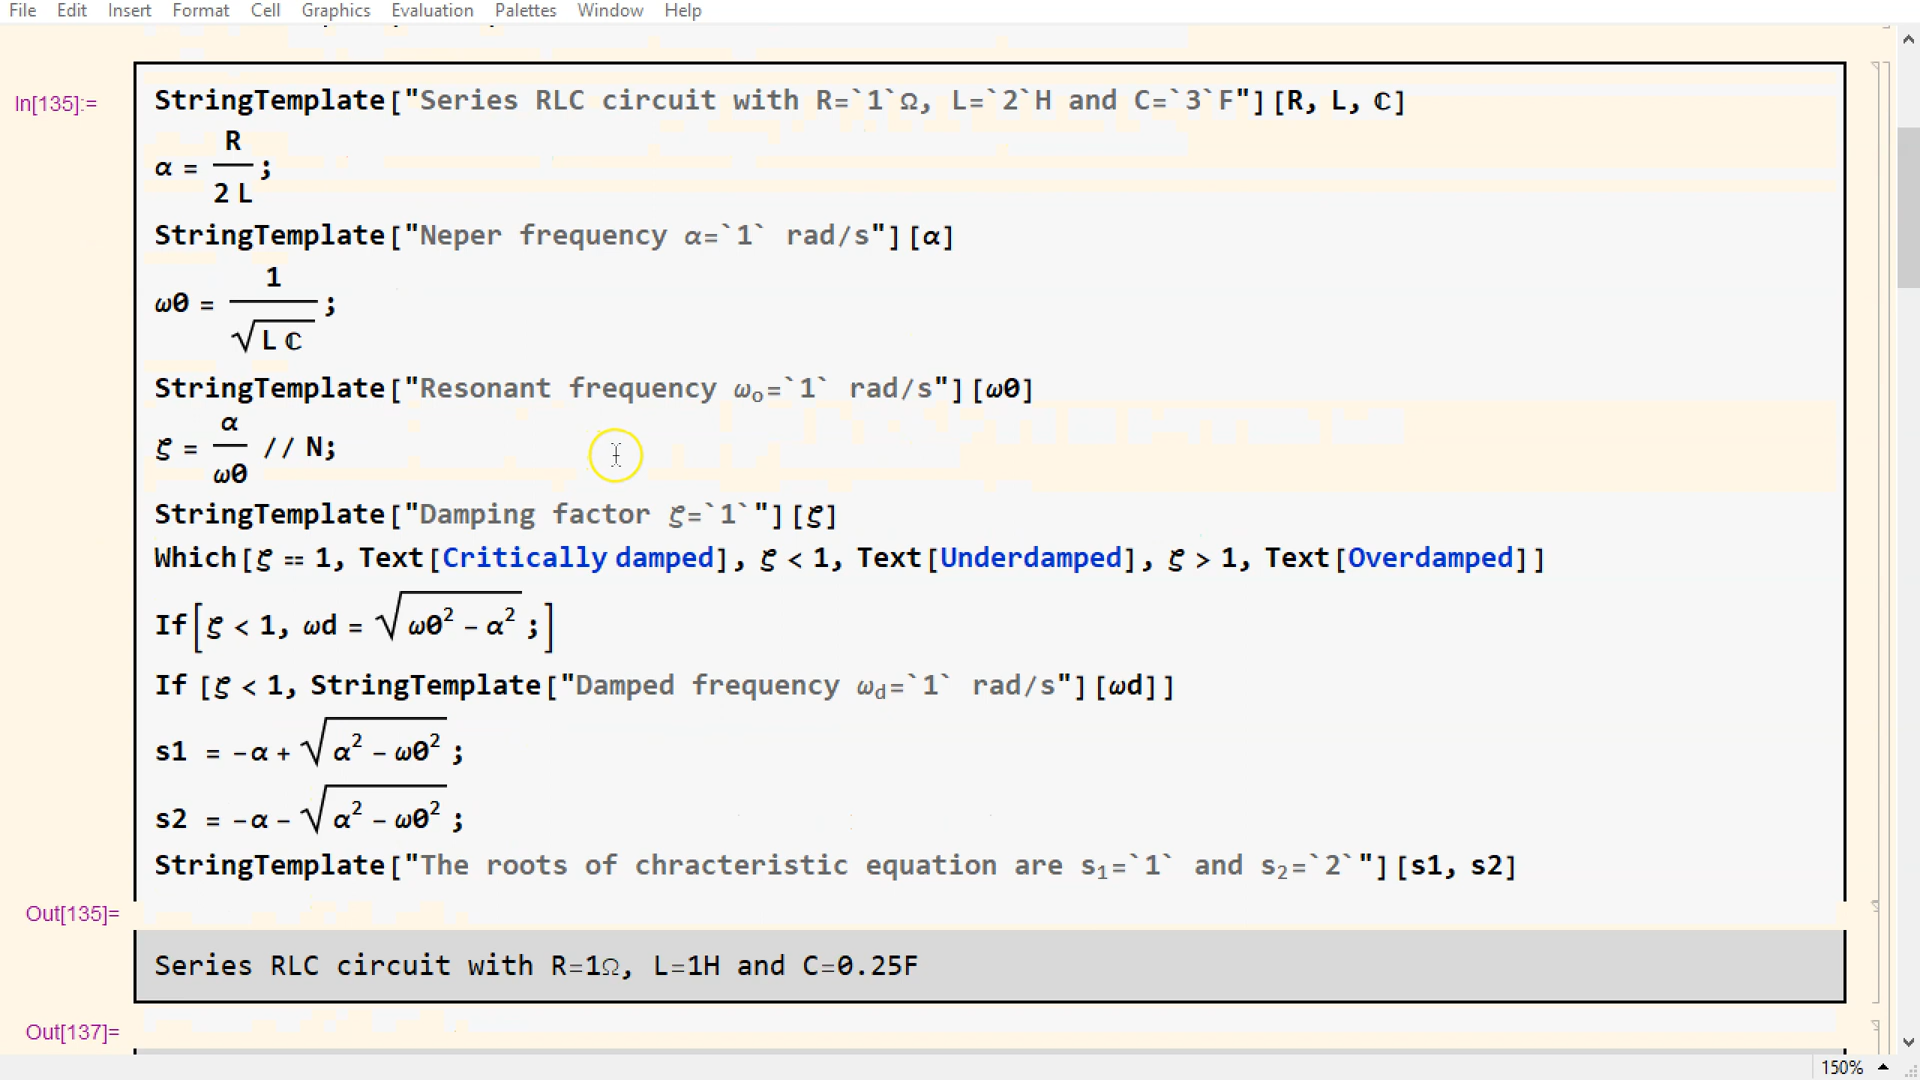 File Edit Insert Format Cell Graphics Evaluation Palettes Window Help
In[135]:= StringTemplate["Series RLC circuit with R=`1`Ω, L=`2`H and C=`3`F"][R, L, ℂ]
α = R / 2 L ;
StringTemplate["Neper frequency α=`1` rad/s"][α]
ω0 = 1 / √L ℂ ;
StringTemplate["Resonant frequency ωₒ=`1` rad/s"][ω0]
ξ = α / ω0 // N;
StringTemplate["Damping factor ξ=`1`"][ξ]
Which[ξ == 1, Text[Critically damped], ξ < 1, Text[Underdamped], ξ > 1, Text[Overdamped]]
If[ξ < 1, ωd = √ω0² - α² ;]
If [ξ < 1, StringTemplate["Damped frequency ω_d=`1` rad/s"][ωd]]
s1 = -α + √α² - ω0² ;
s2 = -α - √α² - ω0² ;
StringTemplate["The roots of chracteristic equation are s₁=`1` and s₂=`2`"][s1, s2]
Out[135]=
Series RLC circuit with R=1Ω, L=1H and C=0.25F
Out[137]=
150%